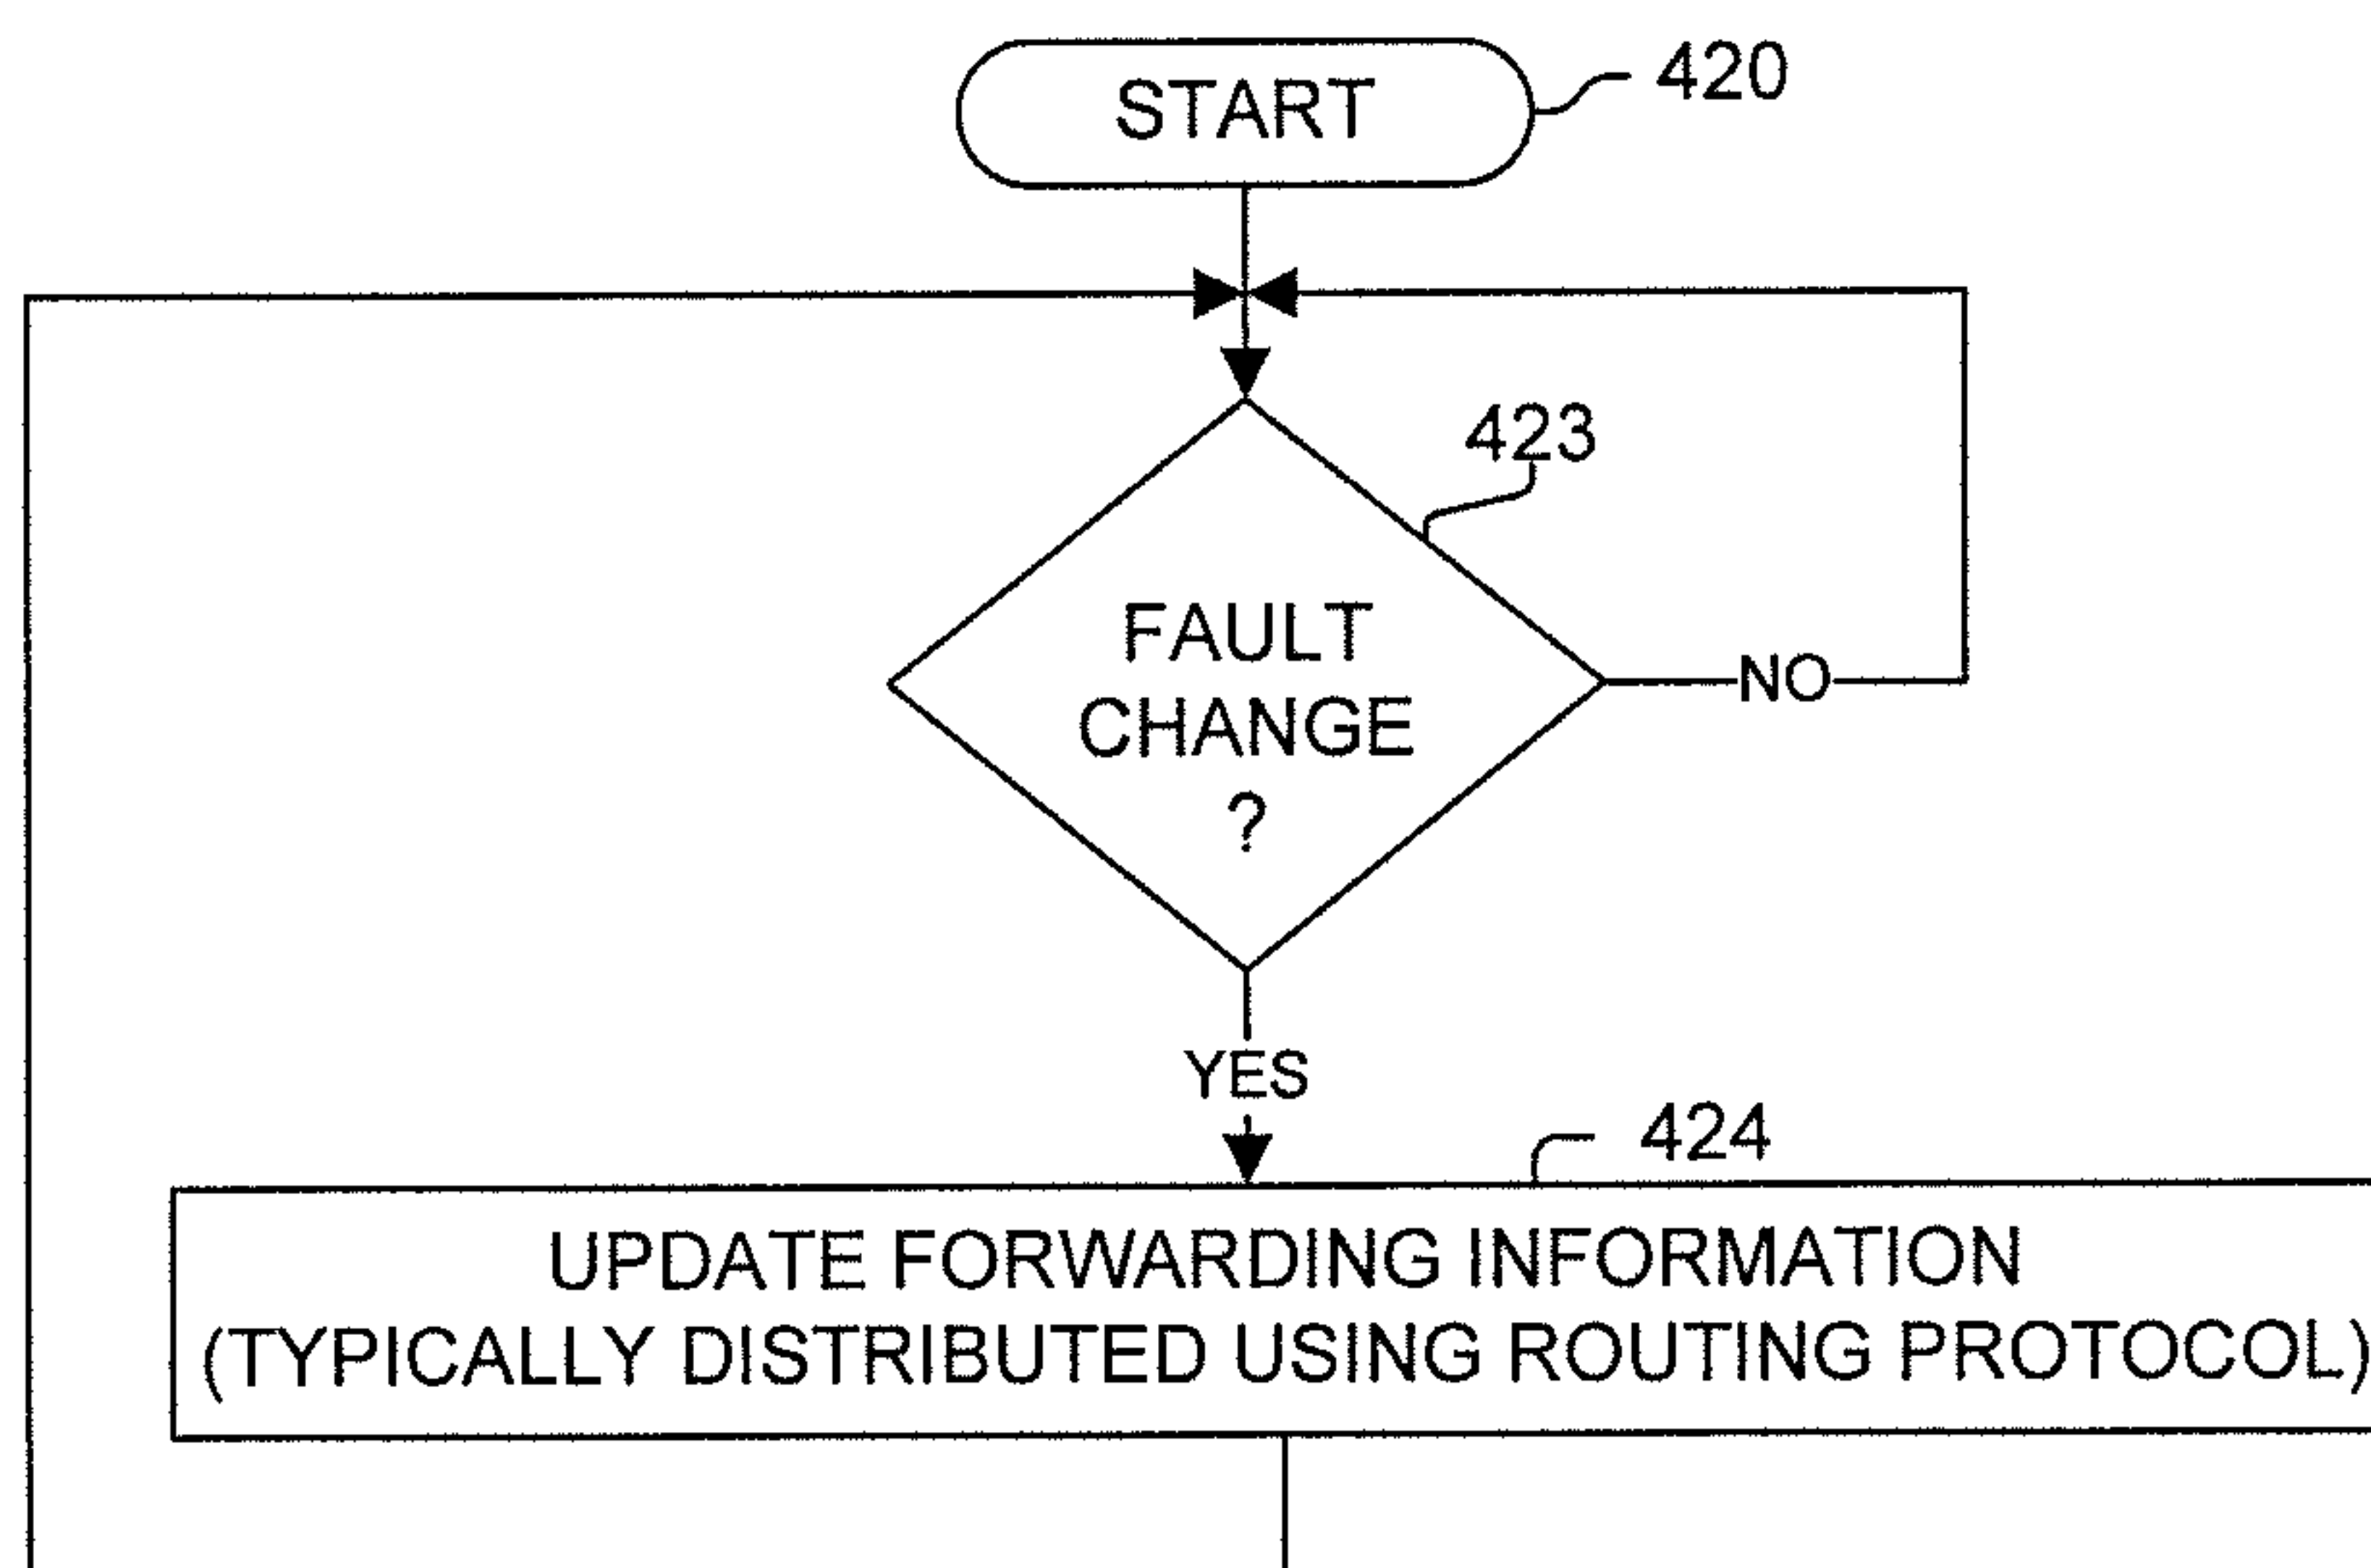 START
420
423
FAULT
CHANGE
?
NO
YES
424
UPDATE FORWARDING INFORMATION
(TYPICALLY DISTRIBUTED USING ROUTING PROTOCOL)